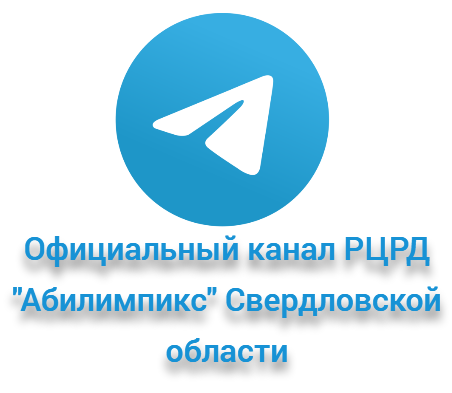 Официальный канал РЦРД
"Абилимпикс" Свердловской
области